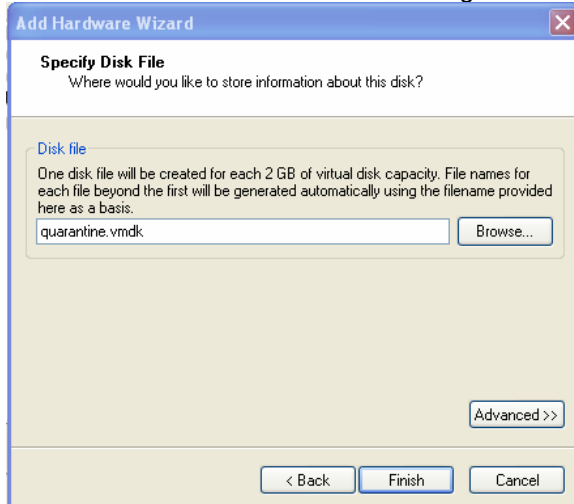 Add Hardware Wizard
Specify Disk File
Where would you like to store information about this disk?
Disk file
One disk file will be created for each 2 GB of virtual disk capacity. File names for
each file beyond the first will be generated automatically using the filename provided
here as a basis.
quarantine.vmdk
Browse...
Advanced >>
< Back
Finish
Cancel